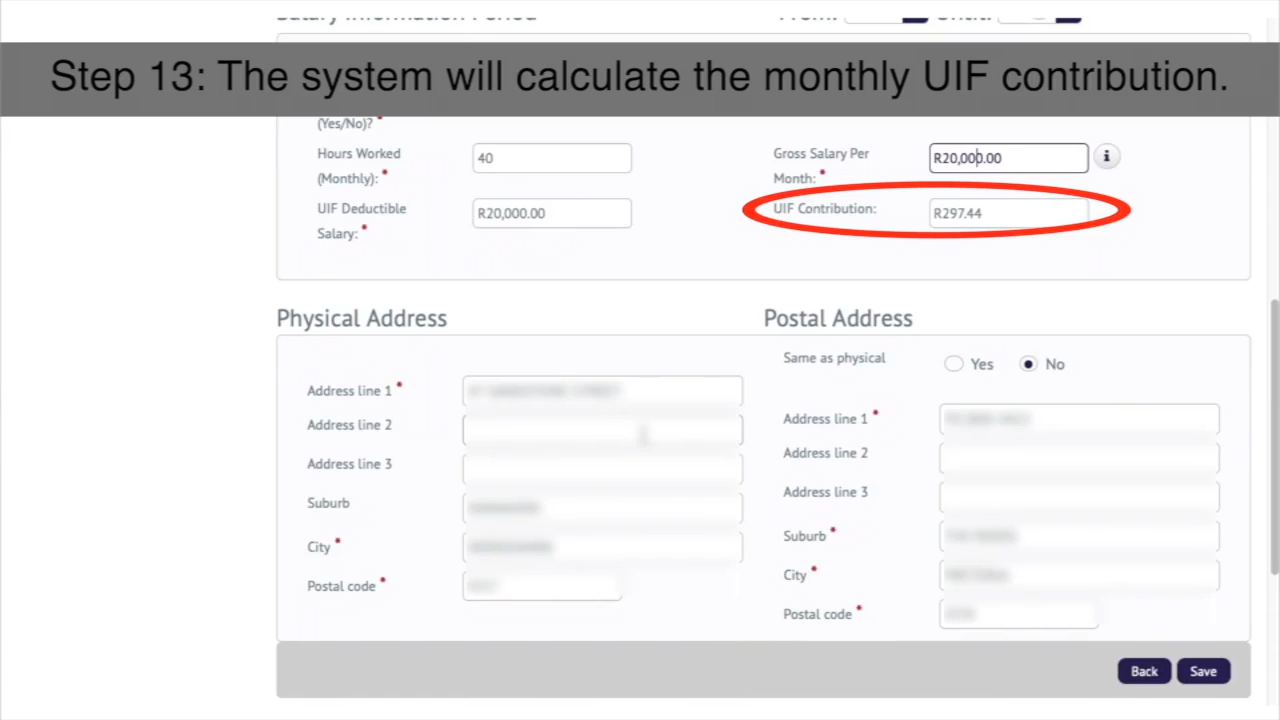 Step 13: The system will calculate the monthly UIF contribution.
(Yes/No)? *
Hours Worked (Monthly): *
40
Gross Salary Per Month: *
R20,000.00
i
UIF Deductible Salary: *
R20,000.00
UIF Contribution:
R297.44
Physical Address
Address line 1 *
Address line 2
Address line 3
Suburb
City *
Postal code *
Postal Address
Same as physical
Yes
No
Address line 1 *
Address line 2
Address line 3
Suburb *
City *
Postal code *
Back
Save